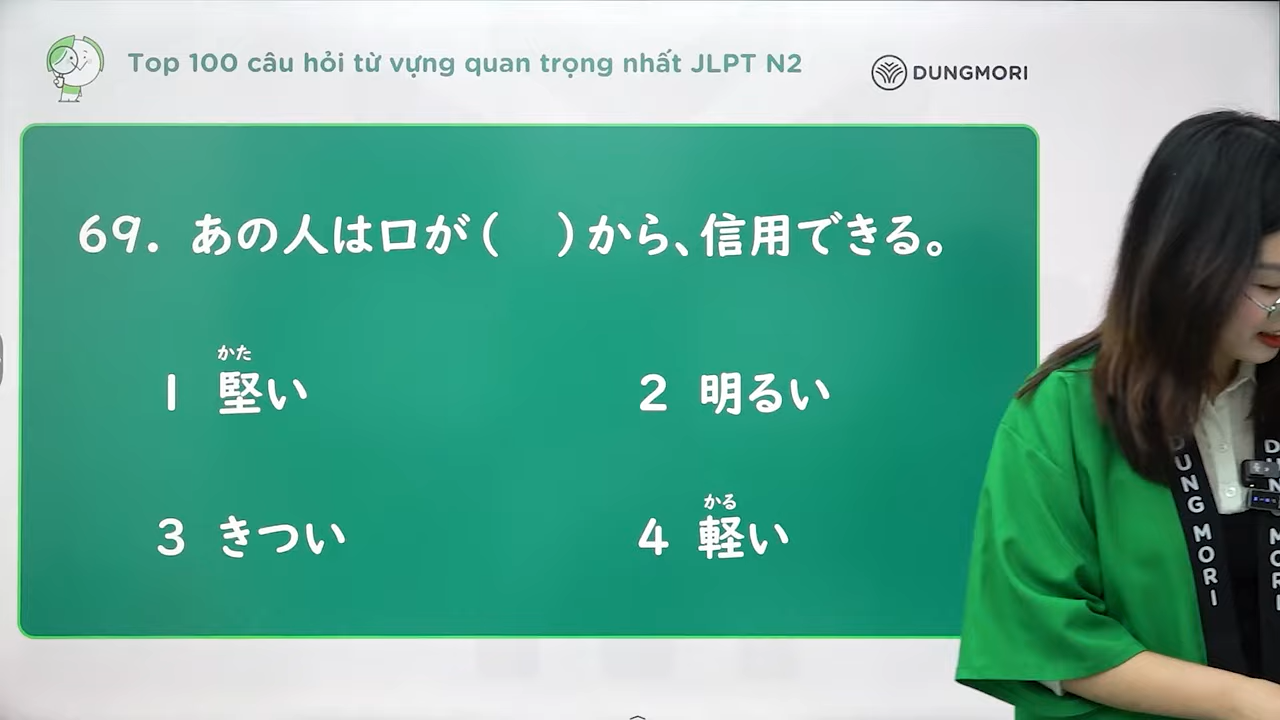 Top 100 câu hỏi từ vựng quan trọng nhất JLPT N2
DUNGMORI
69. あの人は口が(　)から、信用できる。
かた
1 堅い
2 明るい
3 きつい
かる
4 軽い
DUNGMORI